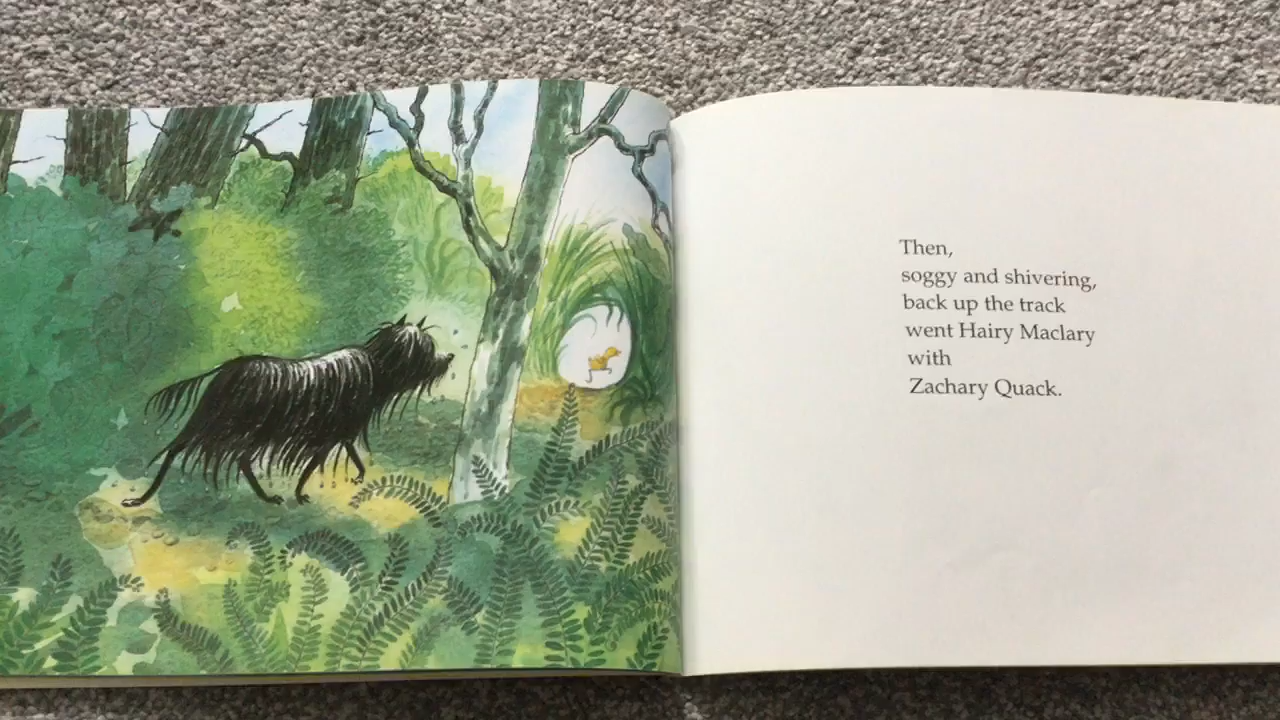 Then,
soggy and shivering,
back up the track
went Hairy Maclary
with
Zachary Quack.